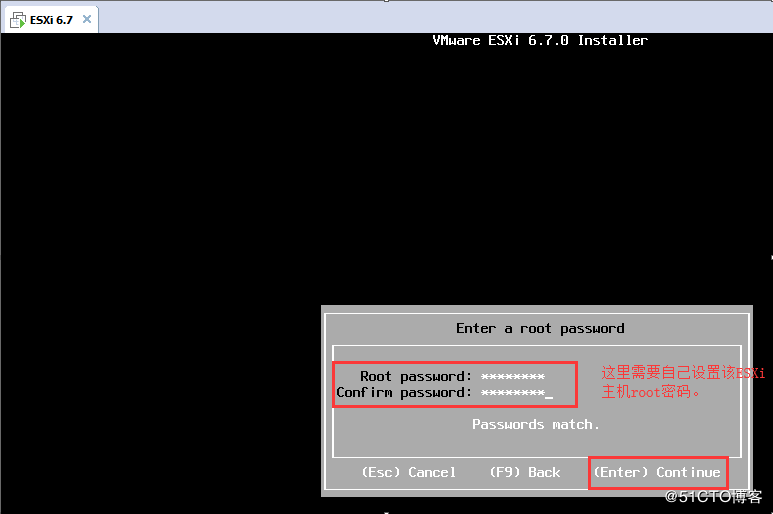 ESXi 6.7
VMware ESXi 6.7.0 Installer
Enter a root password
Root password: ********
Confirm password: ********_
这里需要自己设置该ESXi
主机root密码。
Passwords match.
(Esc) Cancel (F9) Back (Enter) Continue
@51CTO博客